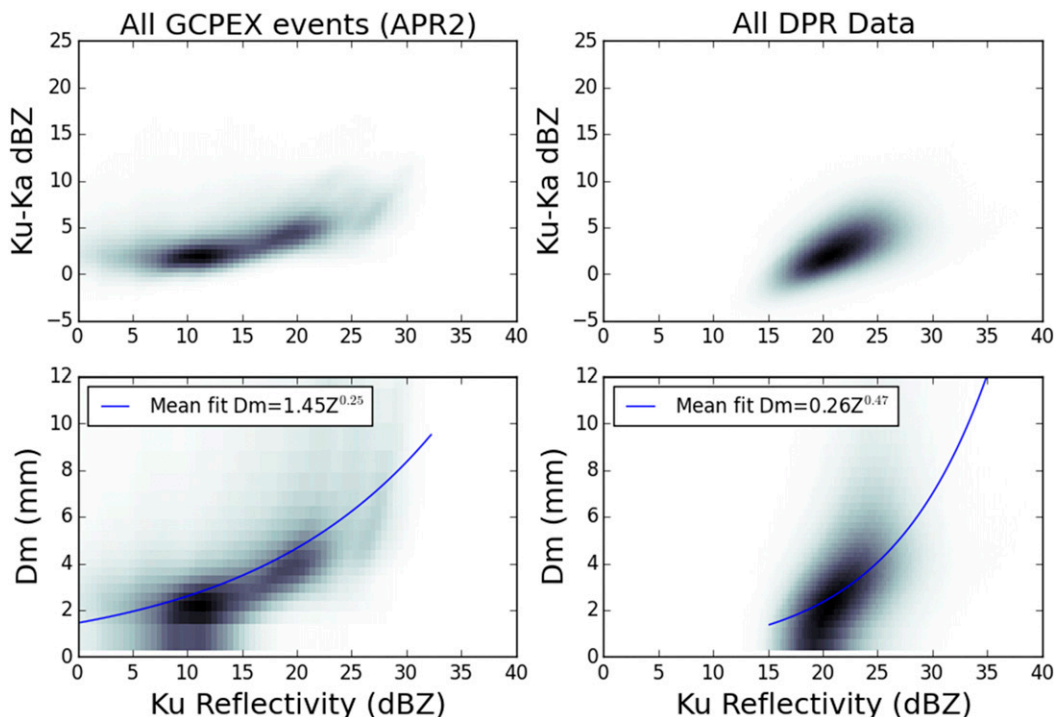 All GCPEX events (APR2)
All DPR Data
Ku-Ka dBZ
25
20
15
10
5
0
−5
0 5 10 15 20 25 30 35 40
Ku-Ka dBZ
25
20
15
10
5
0
−5
0 5 10 15 20 25 30 35 40
Dm (mm)
12
10
8
6
4
2
0
Mean fit Dm=1.45Z^0.25
0 5 10 15 20 25 30 35 40
Ku Reflectivity (dBZ)
Dm (mm)
12
10
8
6
4
2
0
Mean fit Dm=0.26Z^0.47
0 5 10 15 20 25 30 35 40
Ku Reflectivity (dBZ)